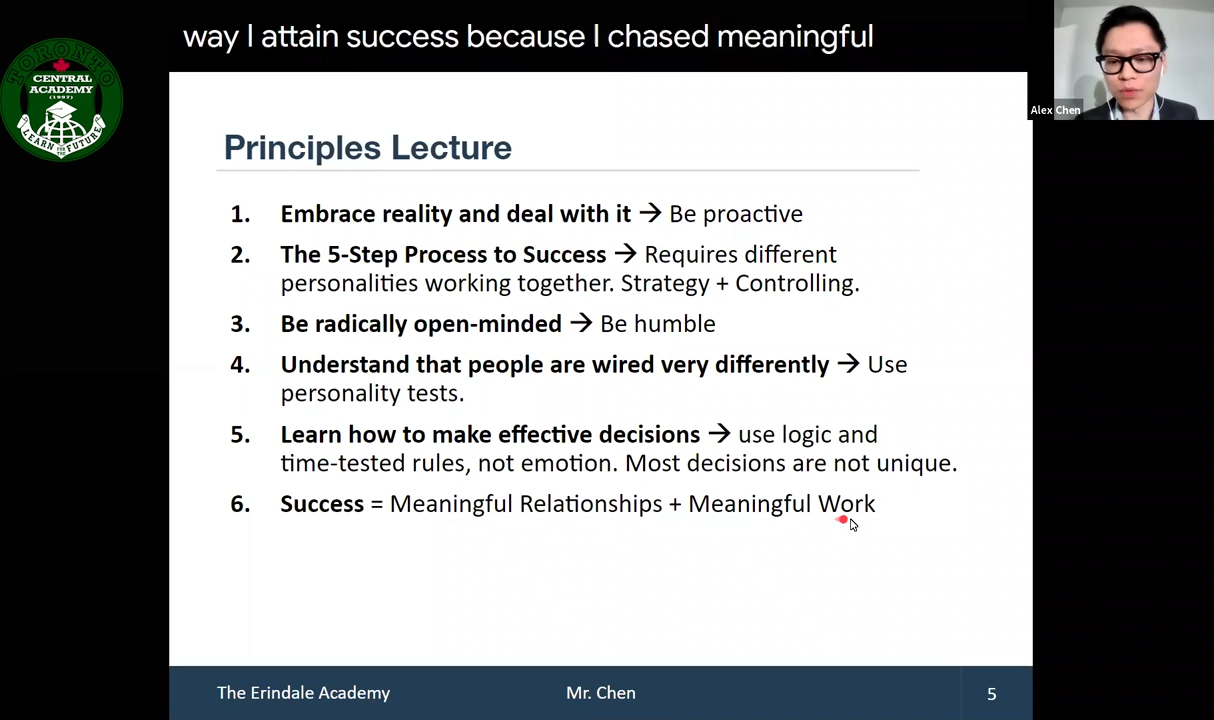 way I attain success because I chased meaningful
TORONTO
CENTRAL
ACADEMY
(1997)
LEARN FOR THE FUTURE
Alex Chen
Principles Lecture
1. Embrace reality and deal with it → Be proactive
2. The 5-Step Process to Success → Requires different
personalities working together. Strategy + Controlling.
3. Be radically open-minded → Be humble
4. Understand that people are wired very differently → Use
personality tests.
5. Learn how to make effective decisions → use logic and
time-tested rules, not emotion. Most decisions are not unique.
6. Success = Meaningful Relationships + Meaningful Work
The Erindale Academy Mr. Chen 5